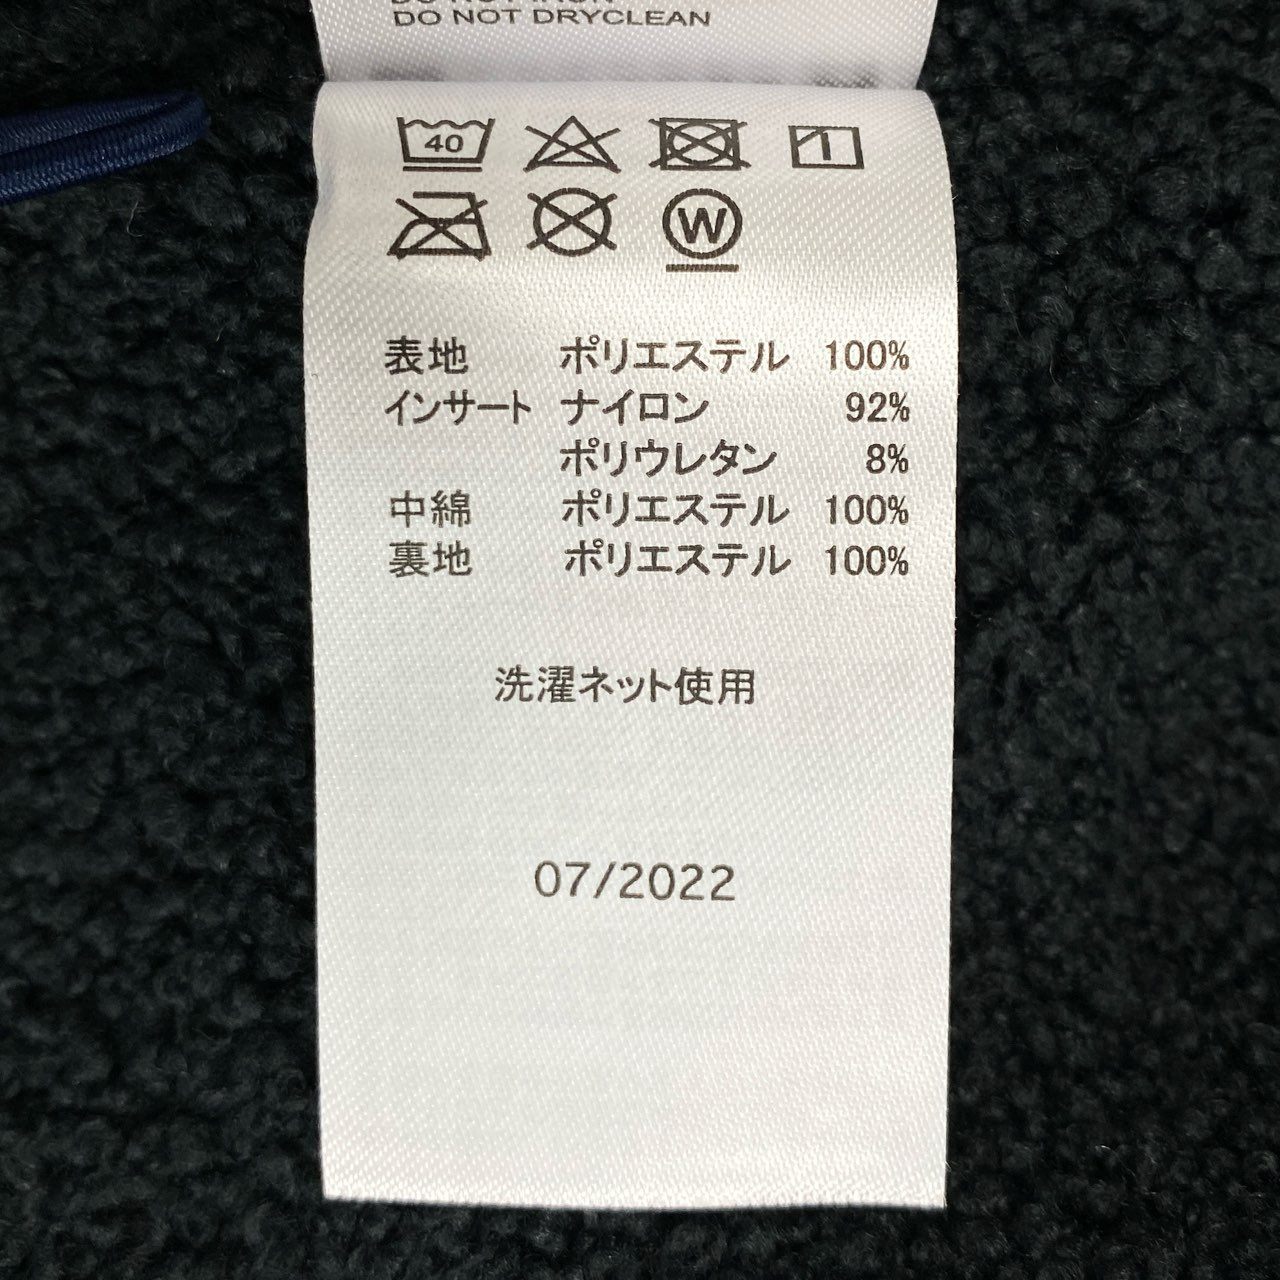 DO NOT IRON
DO NOT DRYCLEAN
40
W
表地 ポリエステル 100%
インサート ナイロン 92%
ポリウレタン 8%
中綿 ポリエステル 100%
裏地 ポリエステル 100%
洗濯ネット使用
07/2022